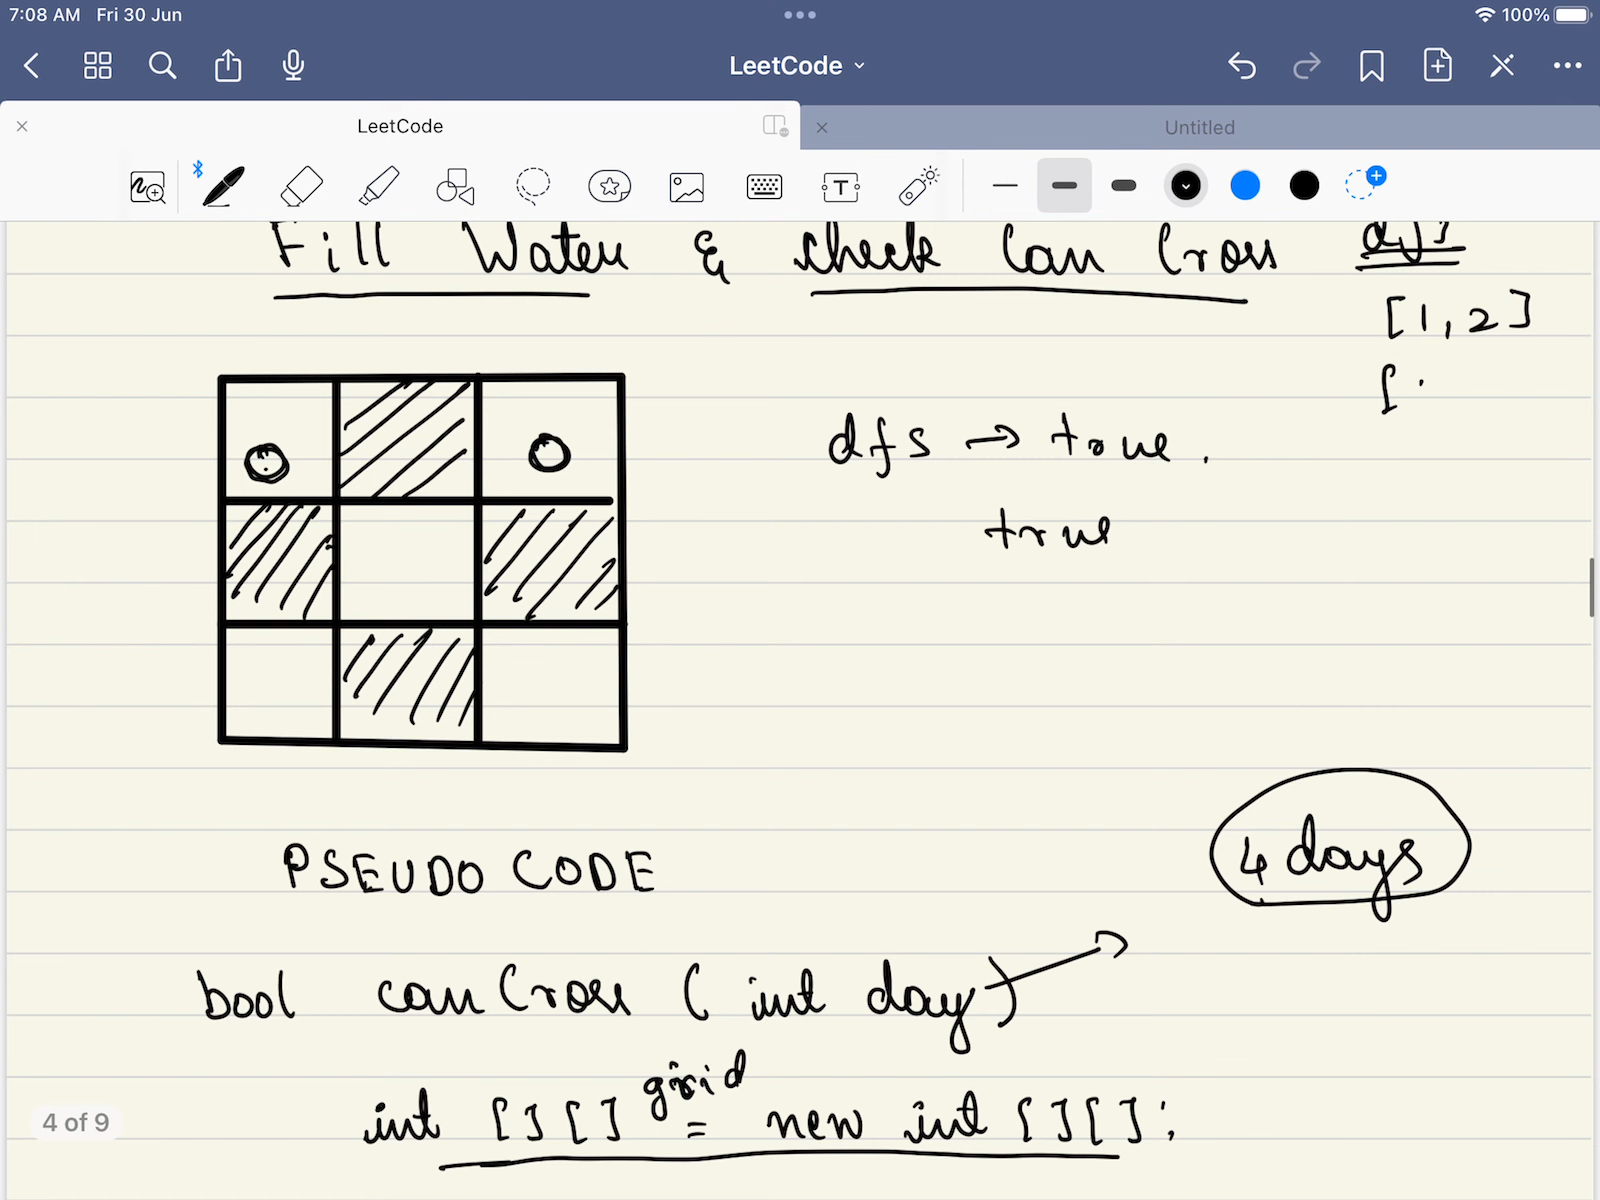 7:08 AM Fri 30 Jun
100%
LeetCode
LeetCode
Untitled
T
Fill Water & check Can Cross dfs
[1,2]
[.
dfs → true.
true
PSEUDO CODE
4 days
bool canCross ( int day)
int [][] grid = new int [][];
4 of 9